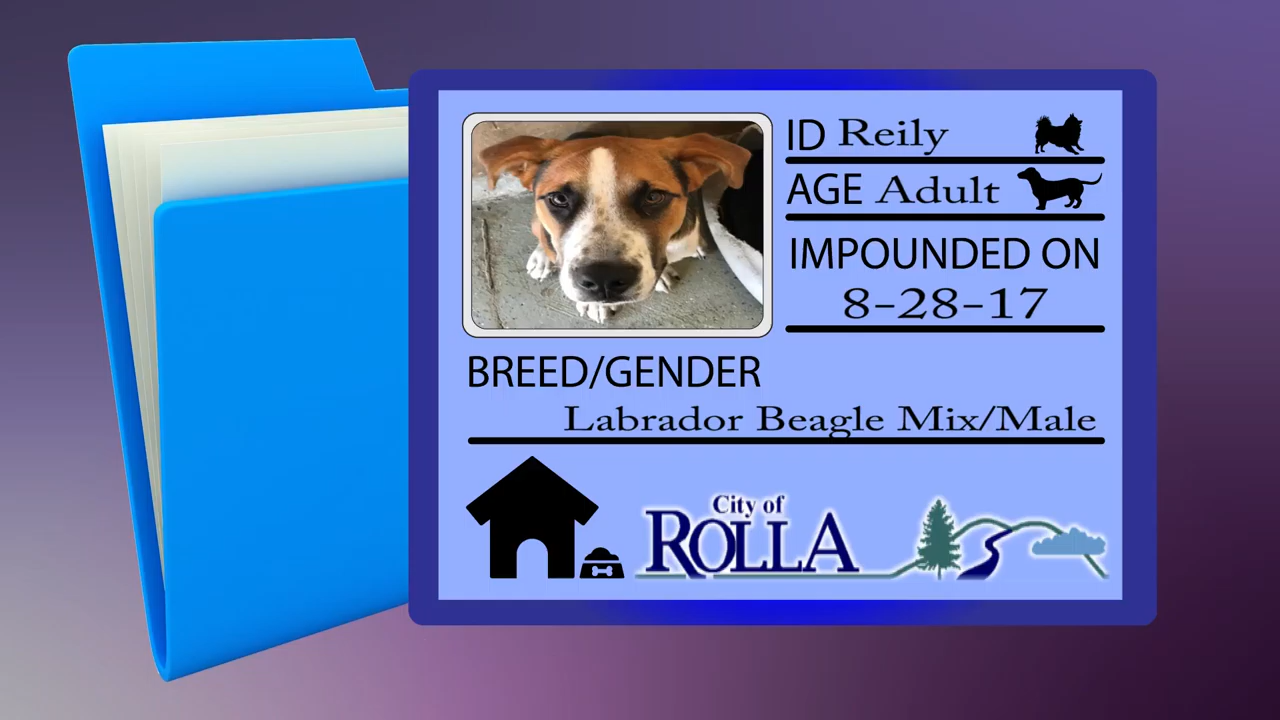 ID Reily
AGE Adult
IMPOUNDED ON
8-28-17
BREED/GENDER
Labrador Beagle Mix/Male
City of
ROLLA